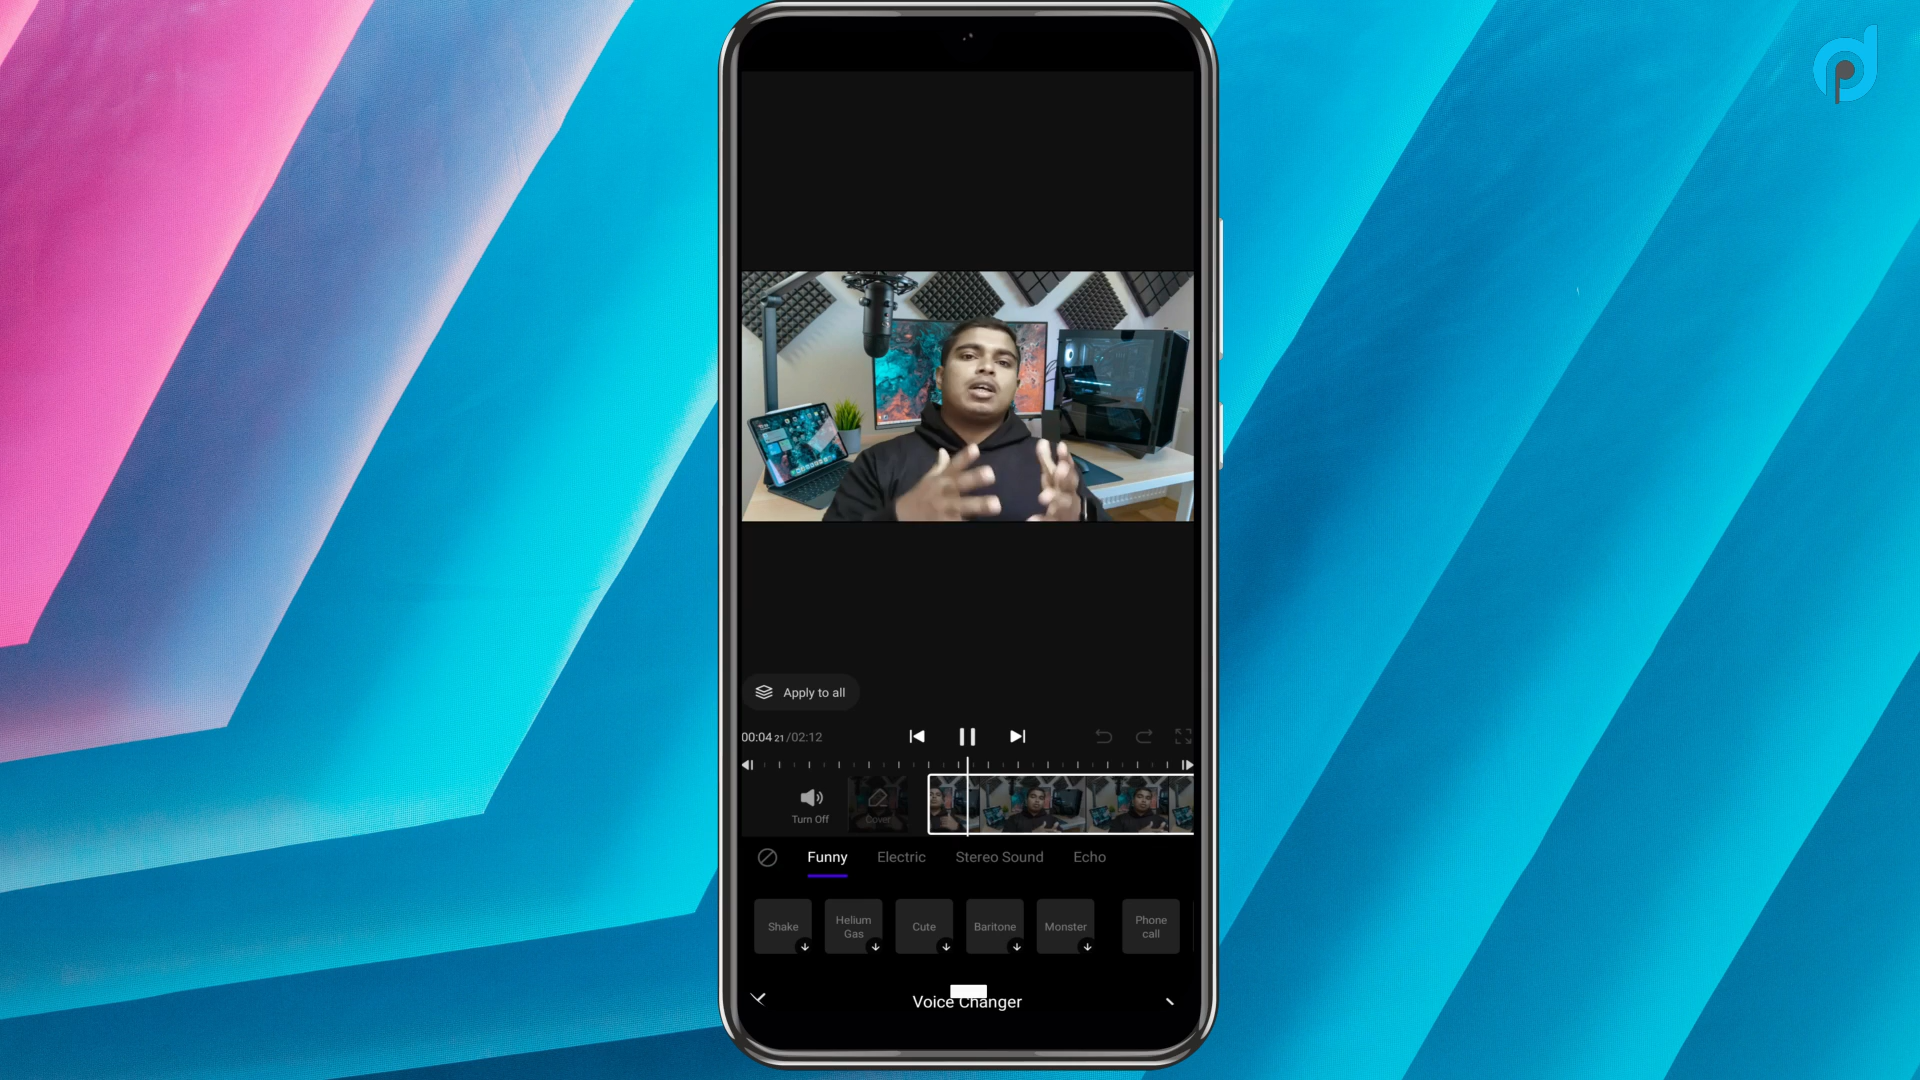 Apply to all
00:04 21 /02:12
Turn Off
Cover
Funny Electric Stereo Sound Echo
Shake
Helium
Gas
Cute
Baritone
Monster
Phone
call
Voice Changer